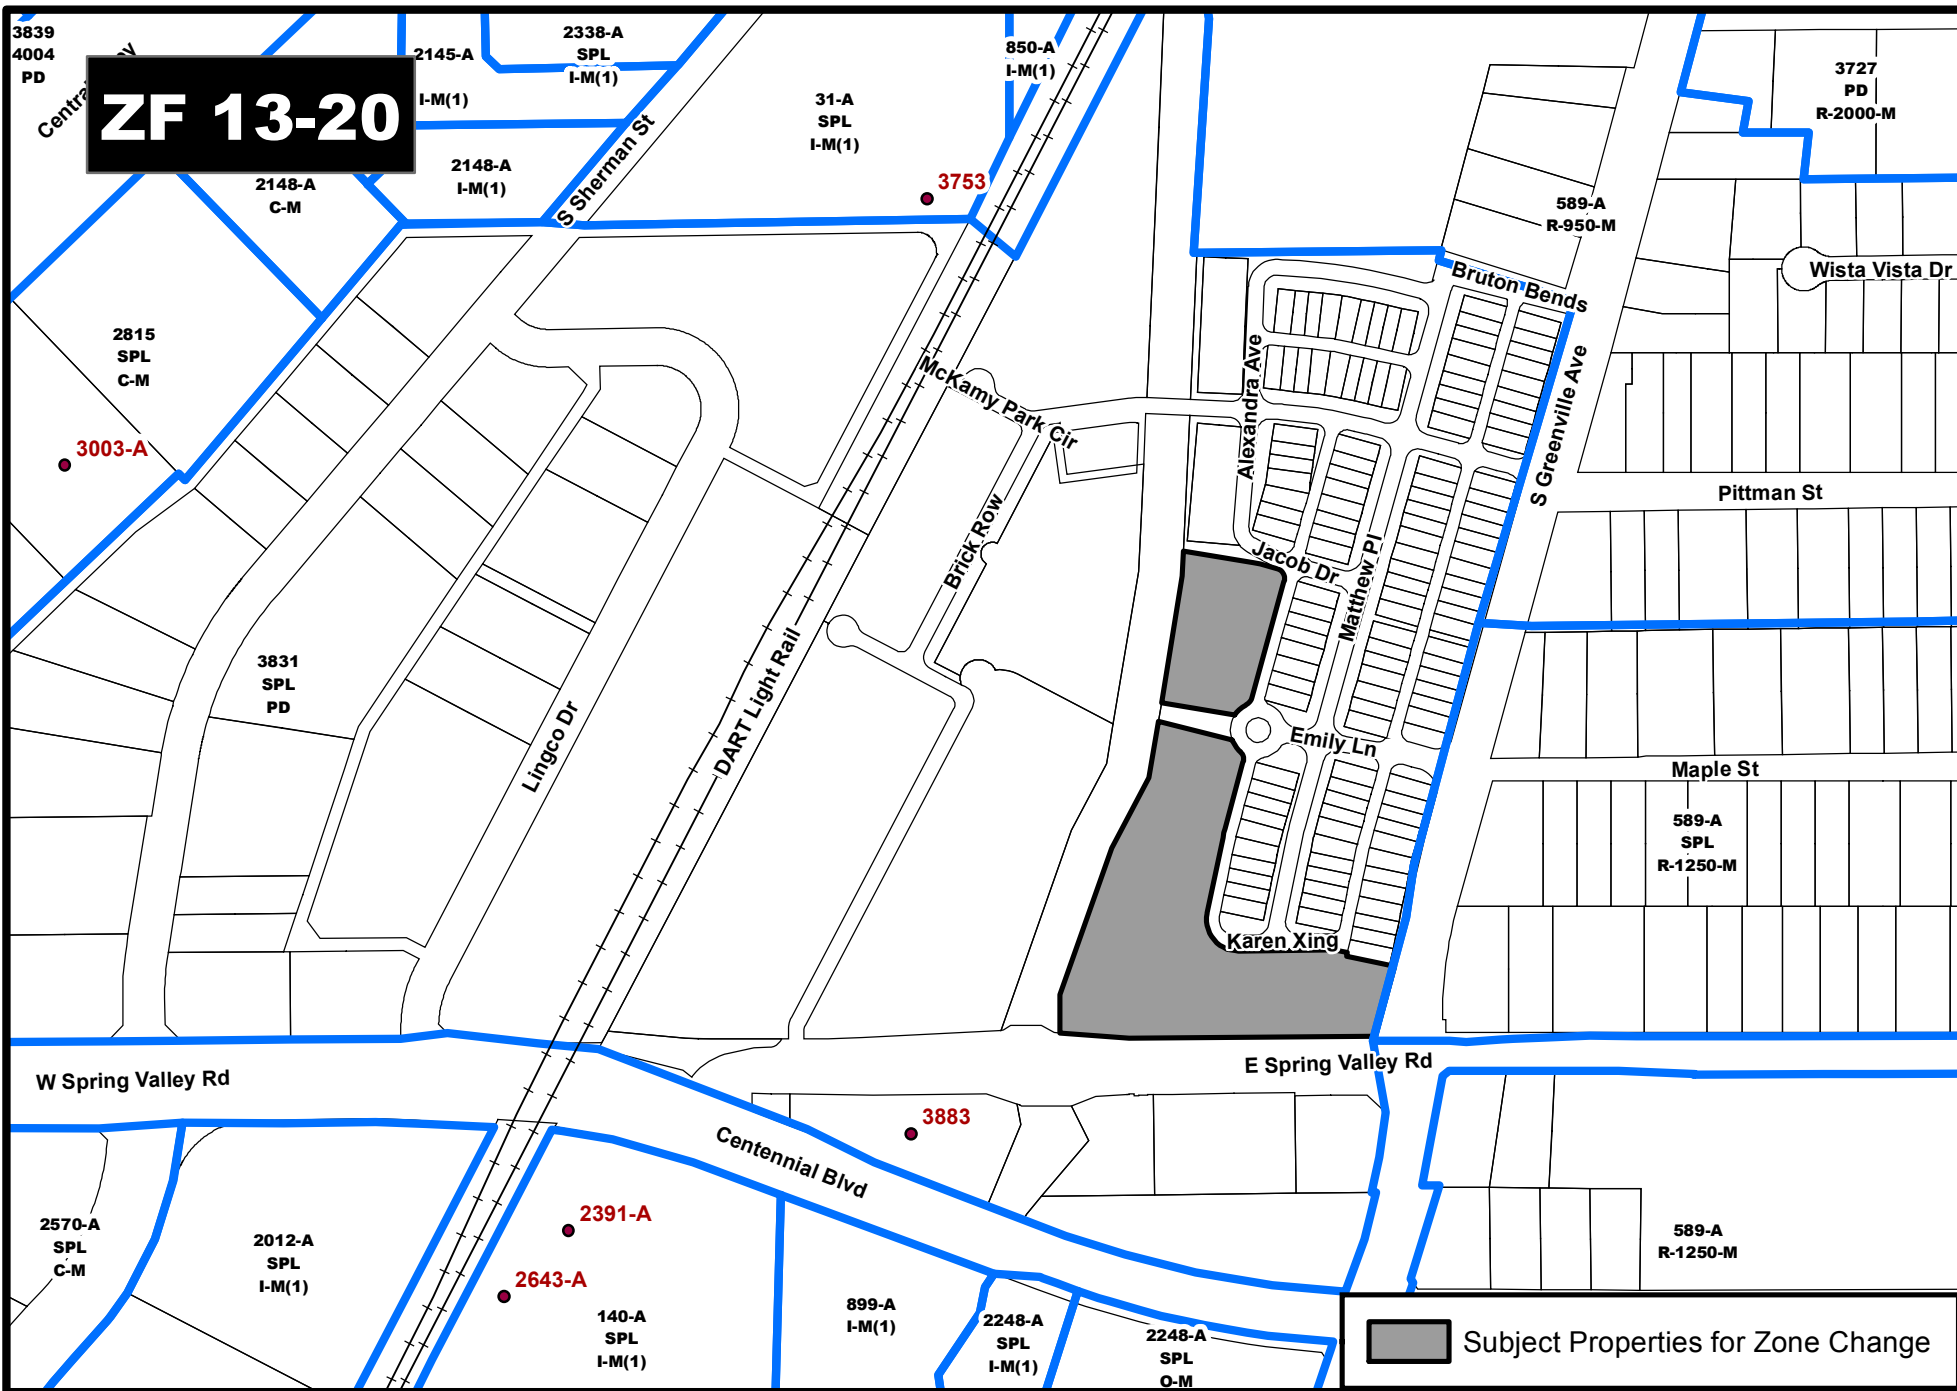 3839
4004
PD
ZF 13-20
2145-A
I-M(1)
2338-A
SPL
I-M(1)
850-A
I-M(1)
31-A
SPL
I-M(1)
3727
PD
R-2000-M
S Sherman St
2148-A
C-M
2148-A
I-M(1)
3753
589-A
R-950-M
Wista Vista Dr
Bruton Bends
2815
SPL
C-M
McKamy Park Cir
Alexandra Ave
S Greenville Ave
3003-A
Pittman St
Brick Row
Jacob Dr
Matthew Pl
3831
SPL
PD
Lingco Dr
DART Light Rail
Emily Ln
Maple St
589-A
SPL
R-1250-M
Karen Xing
W Spring Valley Rd
E Spring Valley Rd
3883
Centennial Blvd
2570-A
SPL
C-M
2012-A
SPL
I-M(1)
2391-A
2643-A
140-A
SPL
I-M(1)
899-A
I-M(1)
2248-A
SPL
I-M(1)
2248-A
SPL
O-M
589-A
R-1250-M
Subject Properties for Zone Change